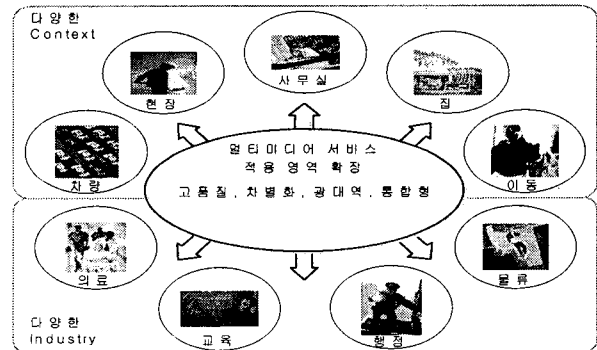 다양한
Context
사무실
현장
집
차량
이동
멀티미디어 서비스
적용 영역 확장
고품질, 차별화, 광대역, 통합형
의료
물류
교육
행정
다양한
Industry